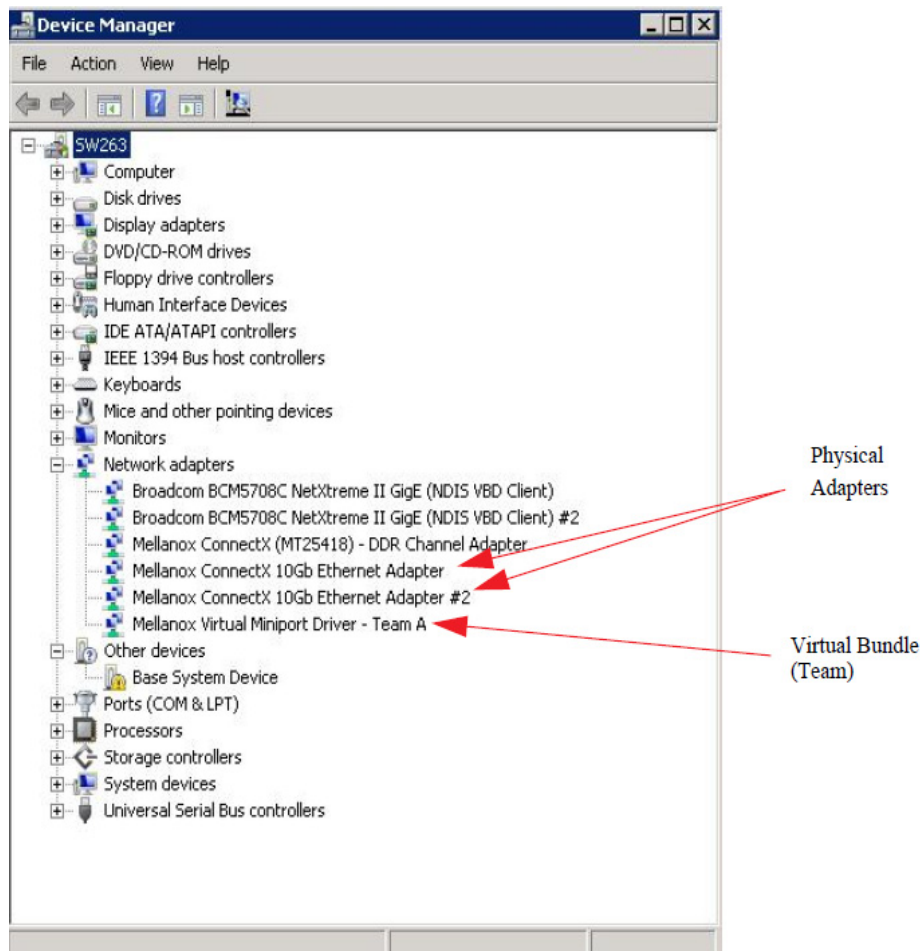 Device Manager
File Action View Help
SW263
Computer
Disk drives
Display adapters
DVD/CD-ROM drives
Floppy drive controllers
Human Interface Devices
IDE ATA/ATAPI controllers
IEEE 1394 Bus host controllers
Keyboards
Mice and other pointing devices
Monitors
Network adapters
Broadcom BCM5708C NetXtreme II GigE (NDIS VBD Client)
Broadcom BCM5708C NetXtreme II GigE (NDIS VBD Client) #2
Mellanox ConnectX (MT25418) - DDR Channel Adapter
Mellanox ConnectX 10Gb Ethernet Adapter
Mellanox ConnectX 10Gb Ethernet Adapter #2
Mellanox Virtual Miniport Driver - Team A
Other devices
Base System Device
Ports (COM & LPT)
Processors
Storage controllers
System devices
Universal Serial Bus controllers
Physical
Adapters
Virtual Bundle
(Team)